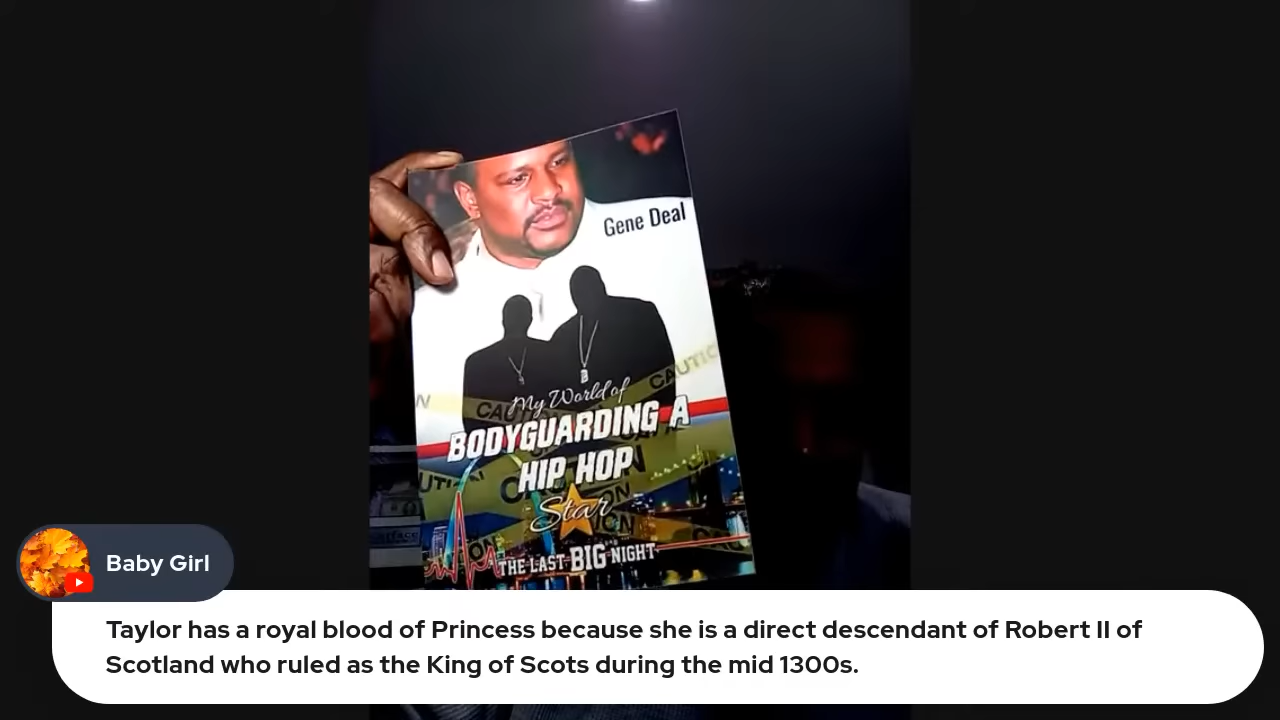 Gene Deal
CAUTIC
My World of
BODYGUARDING A
HIP HOP
Star
THE LAST BIG NIGHT
Baby Girl
Taylor has a royal blood of Princess because she is a direct descendant of Robert II of
Scotland who ruled as the King of Scots during the mid 1300s.